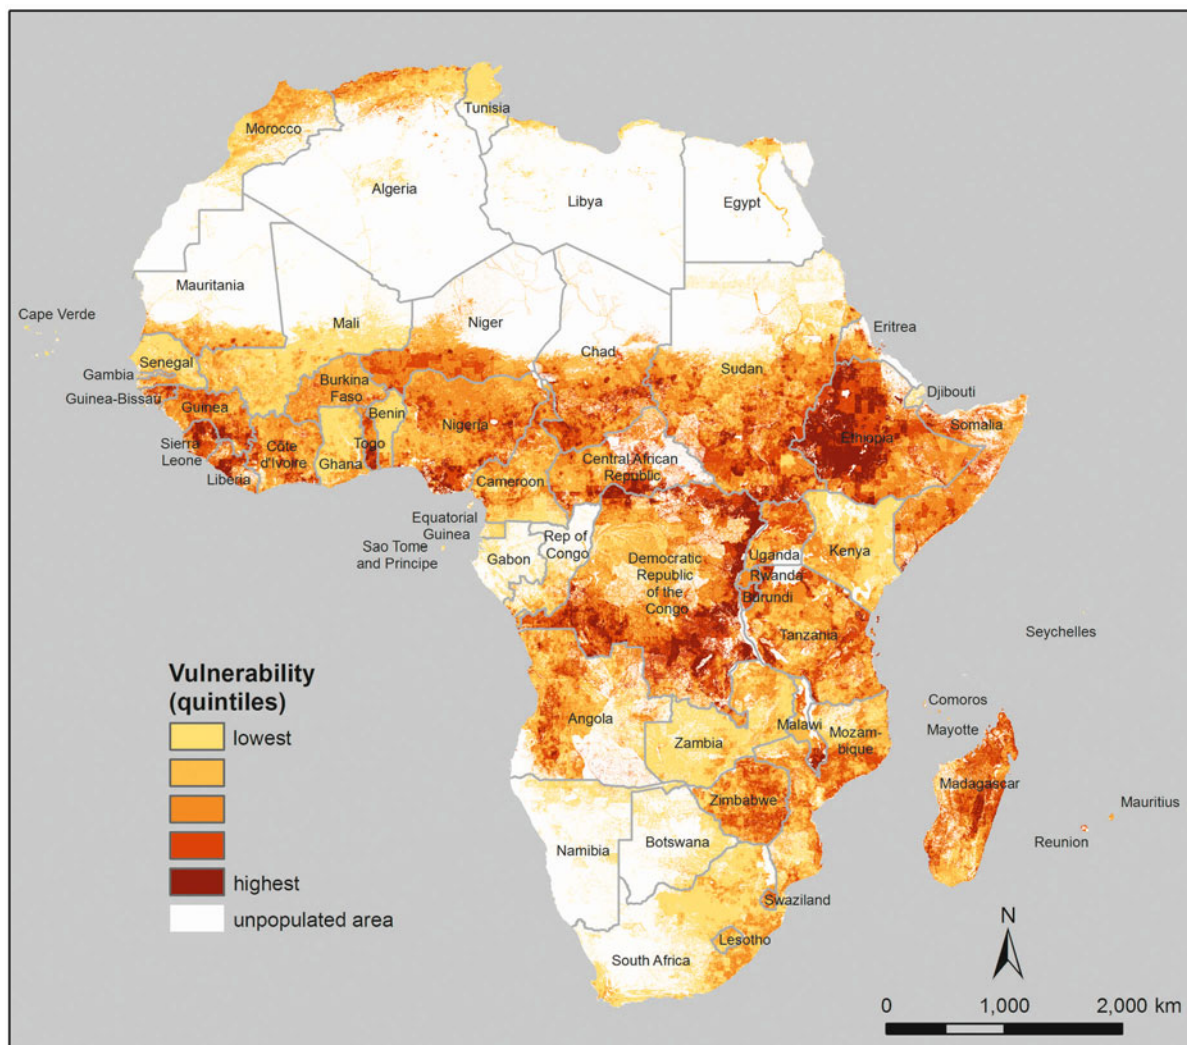 Tunisia
Morocco
Algeria
Libya
Egypt
Mauritania
Cape Verde
Mali
Niger
Chad
Sudan
Eritrea
Senegal
Gambia
Guinea-Bissau
Guinea
Burkina
Faso
Benin
Nigeria
Djibouti
Somalia
Ethiopia
Sierra
Leone
Liberia
Côte
d'Ivoire
Ghana
Togo
Cameroon
Central African
Republic
Equatorial
Guinea
Sao Tome
and Principe
Gabon
Rep of
Congo
Democratic
Republic
of the
Congo
Uganda
Rwanda
Burundi
Kenya
Tanzania
Seychelles
Comoros
Mayotte
Angola
Zambia
Malawi
Mozam-
bique
Madagascar
Mauritius
Reunion
Zimbabwe
Namibia
Botswana
Swaziland
Lesotho
South Africa
Vulnerability
(quintiles)
lowest
highest
unpopulated area
N
0 1,000 2,000 km